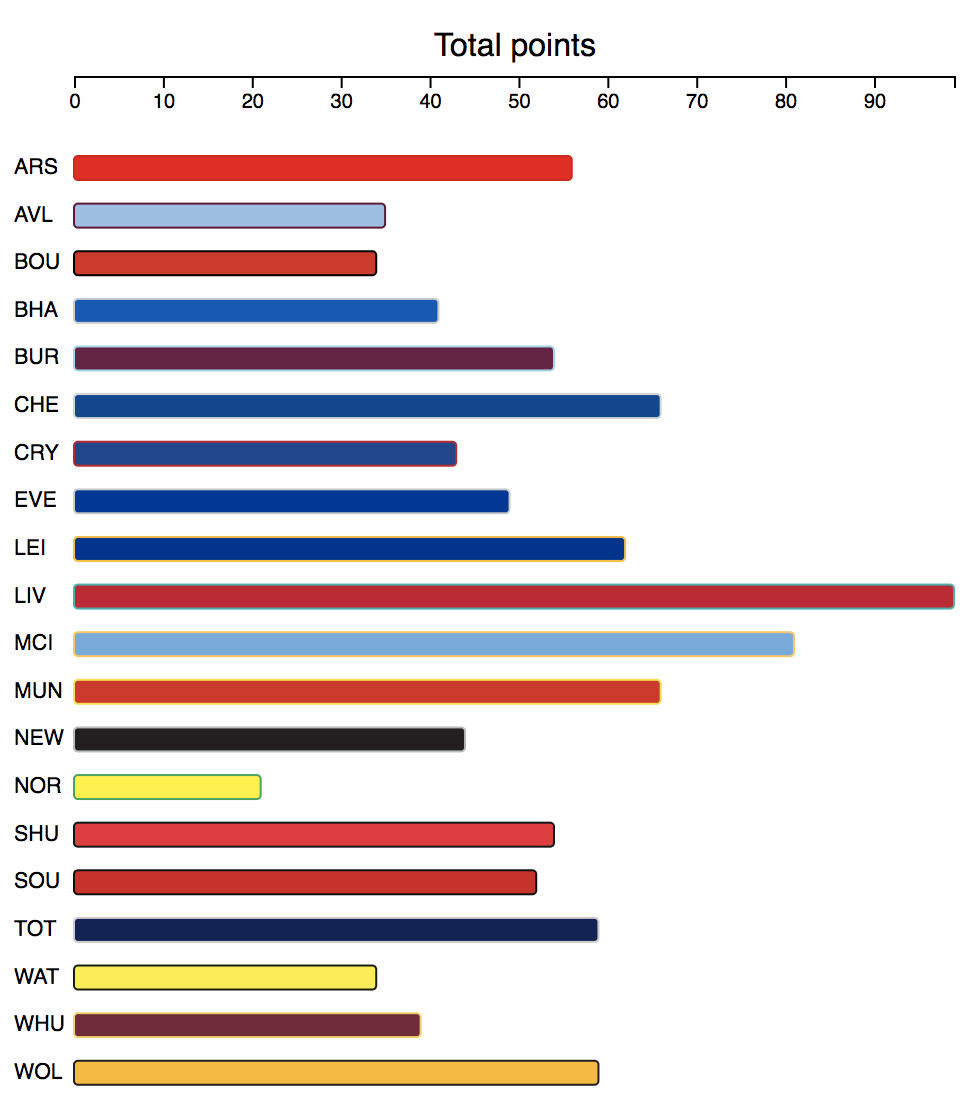 Total points
0 10 20 30 40 50 60 70 80 90
ARS
AVL
BOU
BHA
BUR
CHE
CRY
EVE
LEI
LIV
MCI
MUN
NEW
NOR
SHU
SOU
TOT
WAT
WHU
WOL